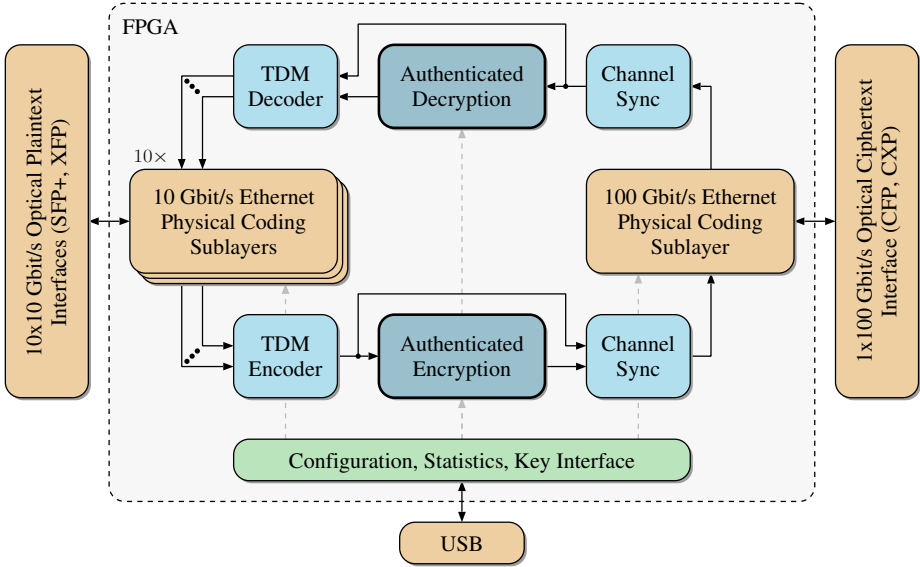 FPGA
TDM
Decoder
Authenticated
Decryption
Channel
Sync
10×
10 Gbit/s Ethernet
Physical Coding
Sublayers
100 Gbit/s Ethernet
Physical Coding
Sublayer
10x10 Gbit/s Optical Plaintext
Interfaces (SFP+, XFP)
1x100 Gbit/s Optical Ciphertext
Interface (CFP, CXP)
TDM
Encoder
Authenticated
Encryption
Channel
Sync
Configuration, Statistics, Key Interface
USB